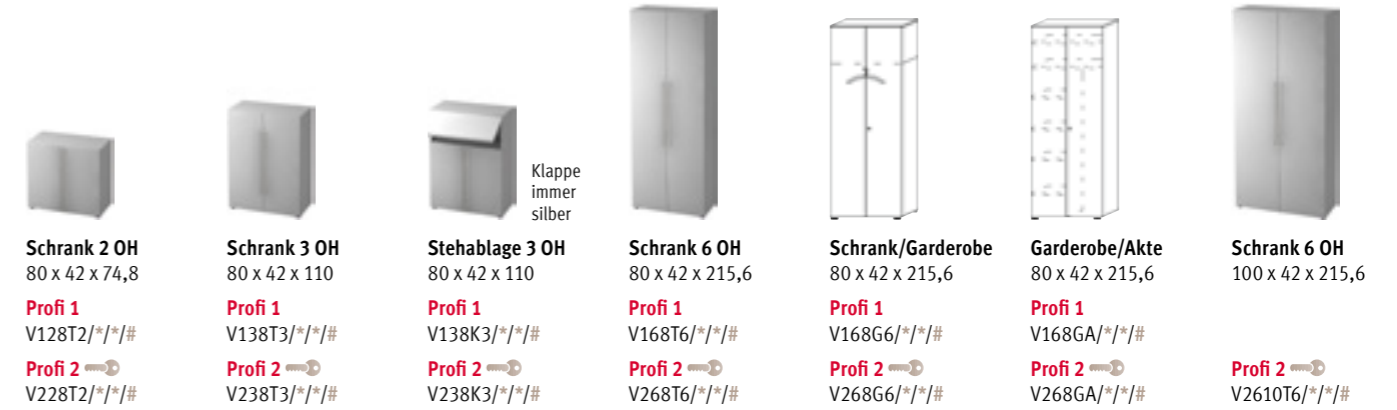 Klappe
immer
silber
Schrank 2 OH
80 x 42 x 74,8
Profi 1
V128T2/*/*/#
Profi 2
V228T2/*/*/#
Schrank 3 OH
80 x 42 x 110
Profi 1
V138T3/*/*/#
Profi 2
V238T3/*/*/#
Stehablage 3 OH
80 x 42 x 110
Profi 1
V138K3/*/*/#
Profi 2
V238K3/*/*/#
Schrank 6 OH
80 x 42 x 215,6
Profi 1
V168T6/*/*/#
Profi 2
V268T6/*/*/#
Schrank/Garderobe
80 x 42 x 215,6
Profi 1
V168G6/*/*/#
Profi 2
V268G6/*/*/#
Garderobe/Akte
80 x 42 x 215,6
Profi 1
V168GA/*/*/#
Profi 2
V268GA/*/*/#
Schrank 6 OH
100 x 42 x 215,6
Profi 2
V2610T6/*/*/#